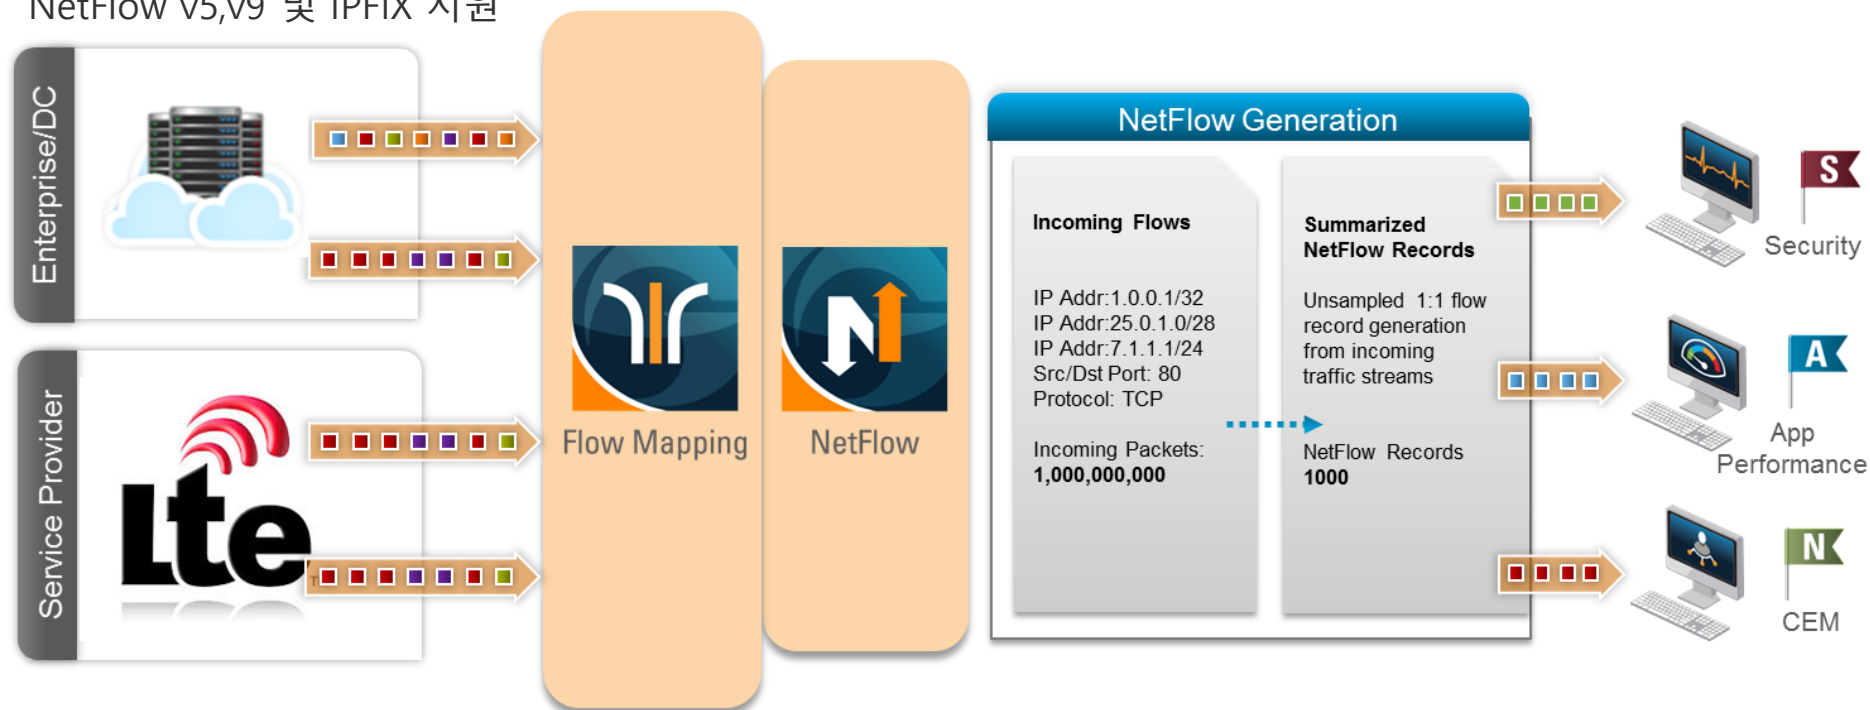 NetFlow v5,v9 및 IPFIX 지원
Enterprise/DC
Service Provider
Lte
TM
Flow Mapping
N
NetFlow
NetFlow Generation
Incoming Flows
IP Addr:1.0.0.1/32
IP Addr:25.0.1.0/28
IP Addr:7.1.1.1/24
Src/Dst Port: 80
Protocol: TCP
Incoming Packets:
1,000,000,000
Summarized
NetFlow Records
Unsampled 1:1 flow
record generation
from incoming
traffic streams
NetFlow Records
1000
S
Security
A
App
Performance
N
CEM